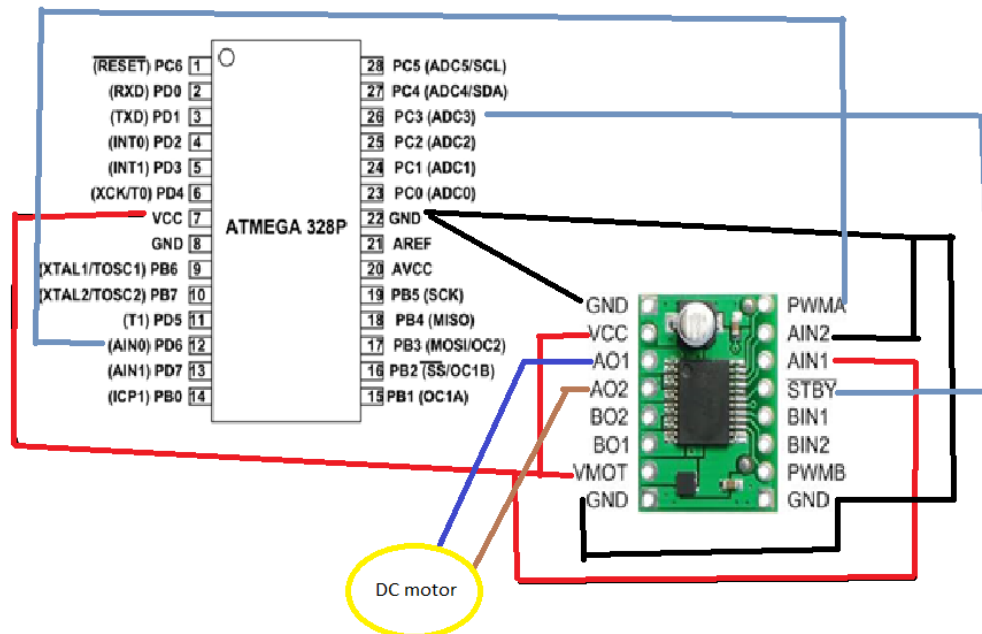 (RESET) PC6 1
(RXD) PD0 2
(TXD) PD1 3
(INT0) PD2 4
(INT1) PD3 5
(XCK/T0) PD4 6
VCC 7
GND 8
(XTAL1/TOSC1) PB6 9
(XTAL2/TOSC2) PB7 10
(T1) PD5 11
(AIN0) PD6 12
(AIN1) PD7 13
(ICP1) PB0 14
ATMEGA 328P
28 PC5 (ADC5/SCL)
27 PC4 (ADC4/SDA)
26 PC3 (ADC3)
25 PC2 (ADC2)
24 PC1 (ADC1)
23 PC0 (ADC0)
22 GND
21 AREF
20 AVCC
19 PB5 (SCK)
18 PB4 (MISO)
17 PB3 (MOSI/OC2)
16 PB2 (SS/OC1B)
15 PB1 (OC1A)
GND
VCC
AO1
AO2
BO2
BO1
VMOT
GND
PWMA
AIN2
AIN1
STBY
BIN1
BIN2
PWMB
GND
DC motor